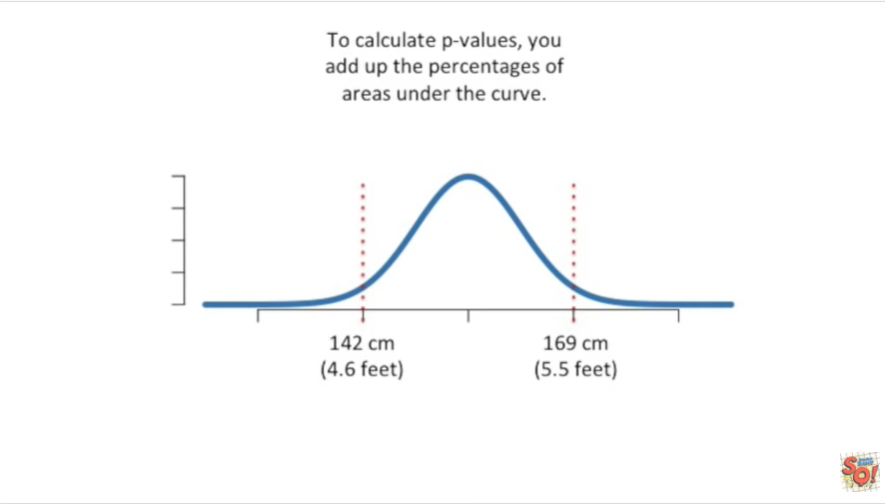 To calculate p-values, you
add up the percentages of
areas under the curve.
142 cm
(4.6 feet)
169 cm
(5.5 feet)
SQ!